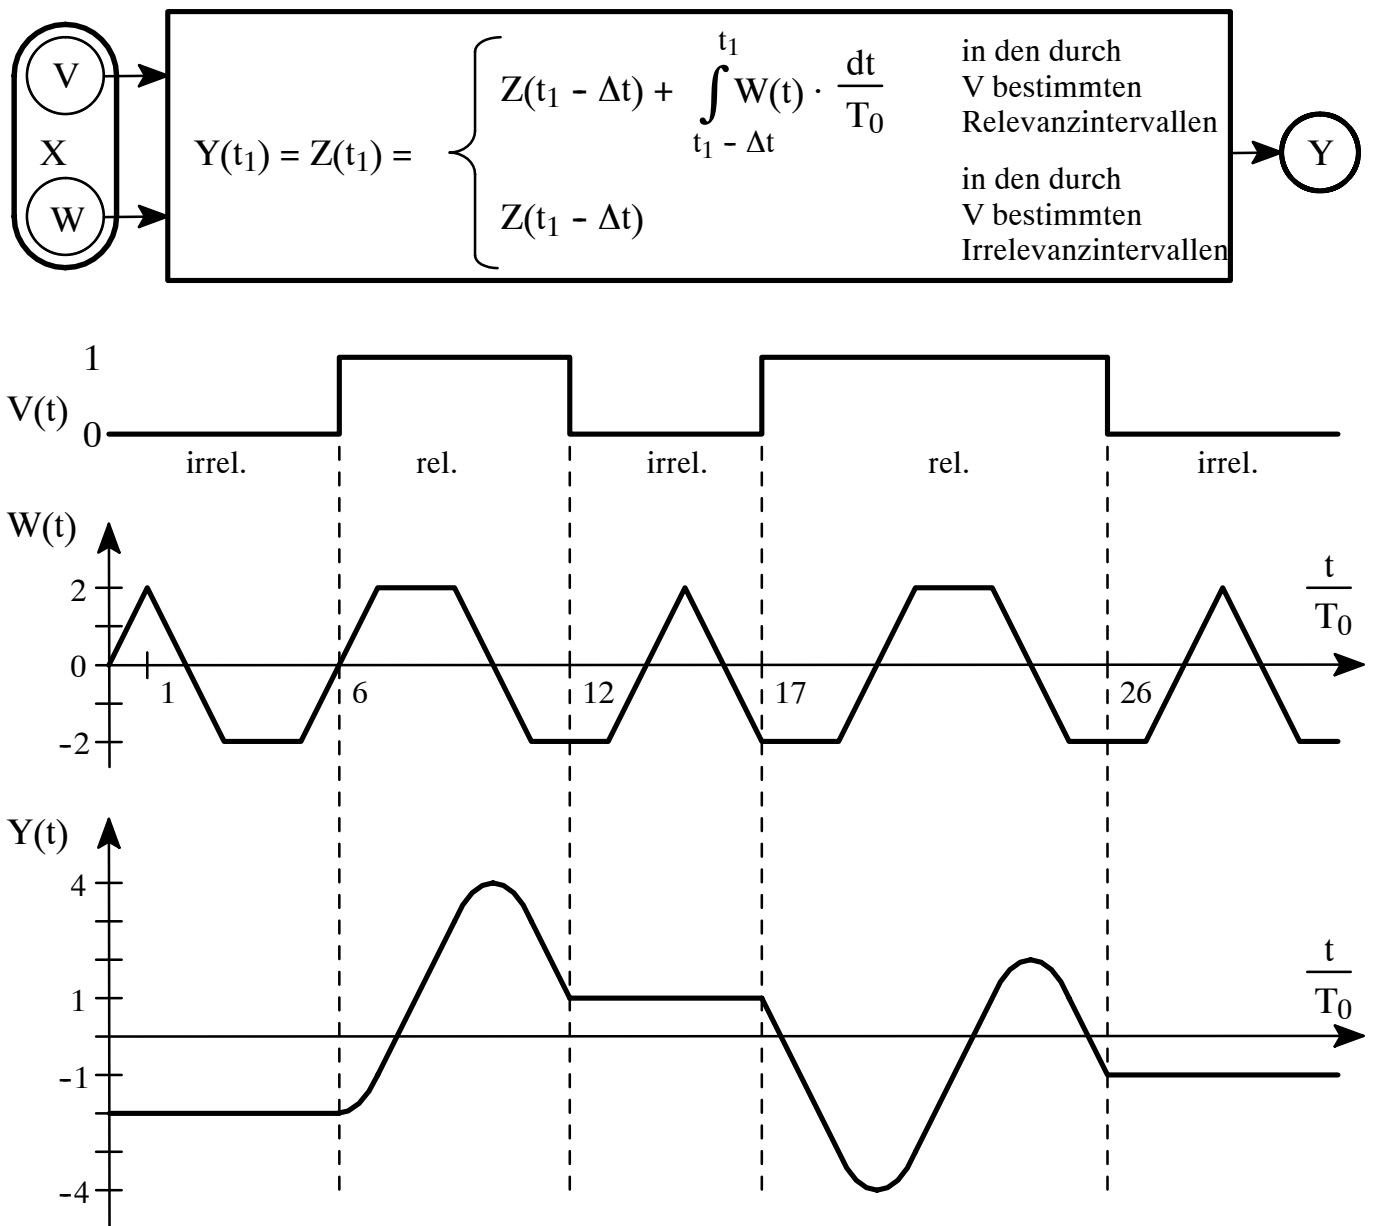 V
X
W
Y(t₁) = Z(t₁) =
Z(t₁ - Δt) + ∫ W(t) · dt/T₀
t₁
t₁ - Δt
in den durch
V bestimmten
Relevanzintervallen
Z(t₁ - Δt)
in den durch
V bestimmten
Irrelevanzintervallen
Y
1
V(t)
0
irrel. rel. irrel. rel. irrel.
W(t)
t/T₀
2
0
1 6 12 17 26
-2
Y(t)
4
t/T₀
1
-1
-4